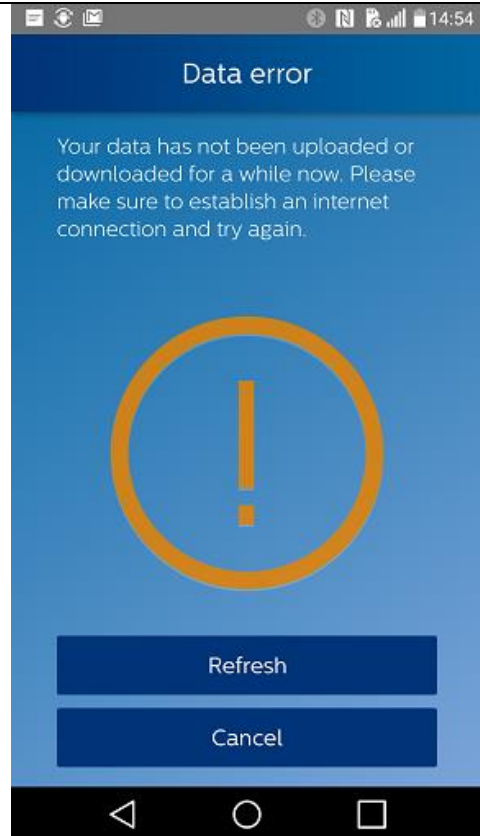 14:54
Data error
Your data has not been uploaded or
downloaded for a while now. Please
make sure to establish an internet
connection and try again.
!
Refresh
Cancel